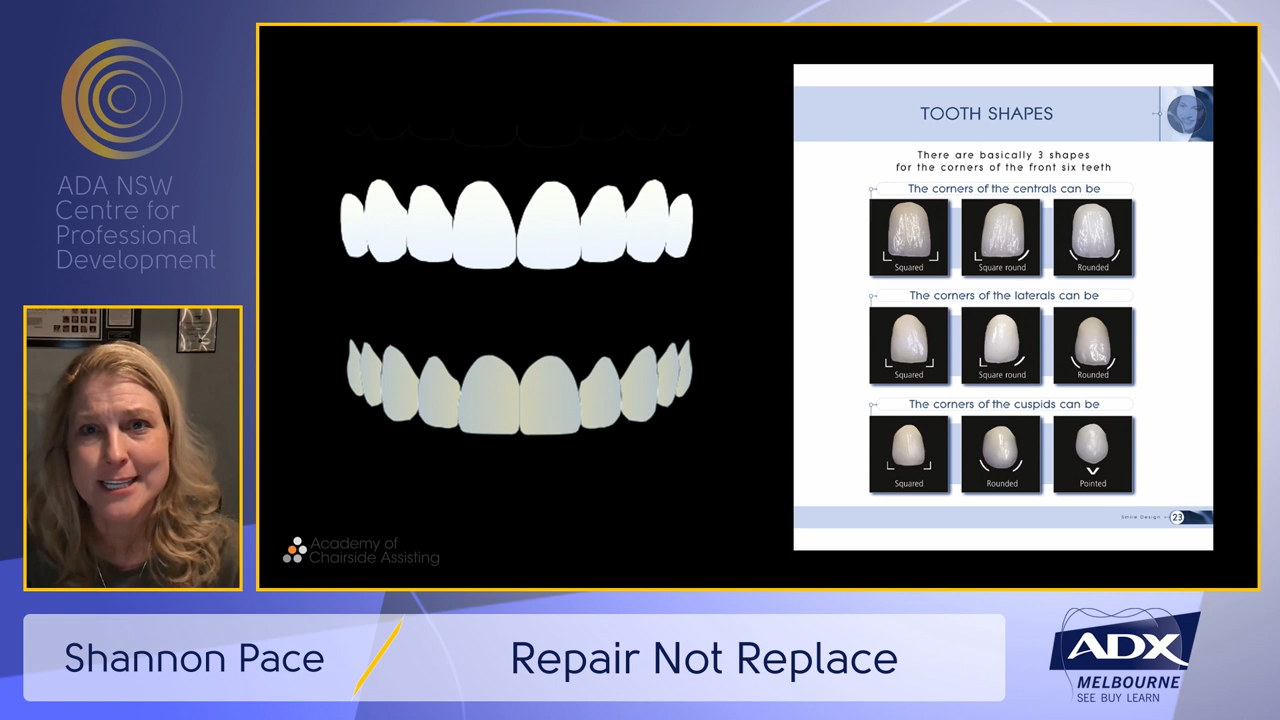 ADA NSW
Centre for
Professional
Development
Academy of
Chairside Assisting
TOOTH SHAPES
There are basically 3 shapes
for the corners of the front six teeth
The corners of the centrals can be
Squared
Square round
Rounded
The corners of the laterals can be
Squared
Square round
Rounded
The corners of the cuspids can be
Squared
Rounded
Pointed
Smile Design
23
Shannon Pace
Repair Not Replace
ADX
MELBOURNE
SEE BUY LEARN